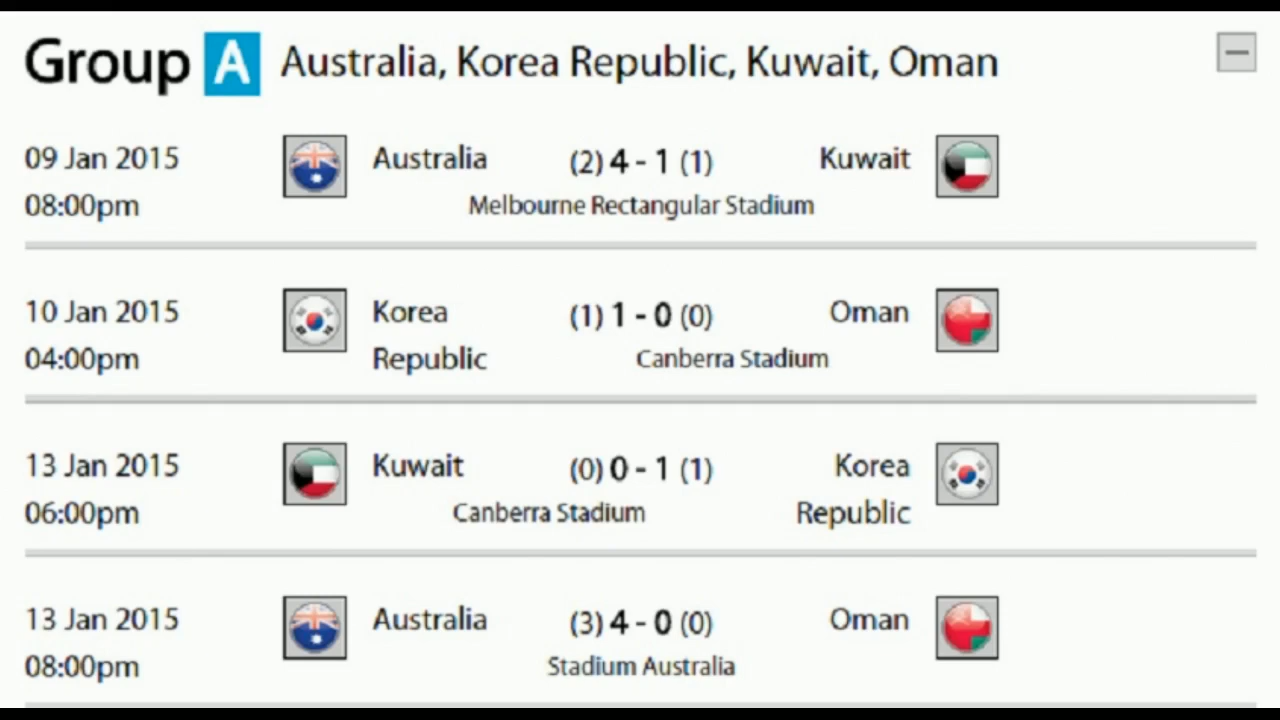 Group A Australia, Korea Republic, Kuwait, Oman
09 Jan 2015 Australia (2) 4 - 1 (1) Kuwait
08:00pm Melbourne Rectangular Stadium
10 Jan 2015 Korea (1) 1 - 0 (0) Oman
04:00pm Republic Canberra Stadium
13 Jan 2015 Kuwait (0) 0 - 1 (1) Korea
06:00pm Canberra Stadium Republic
13 Jan 2015 Australia (3) 4 - 0 (0) Oman
08:00pm Stadium Australia